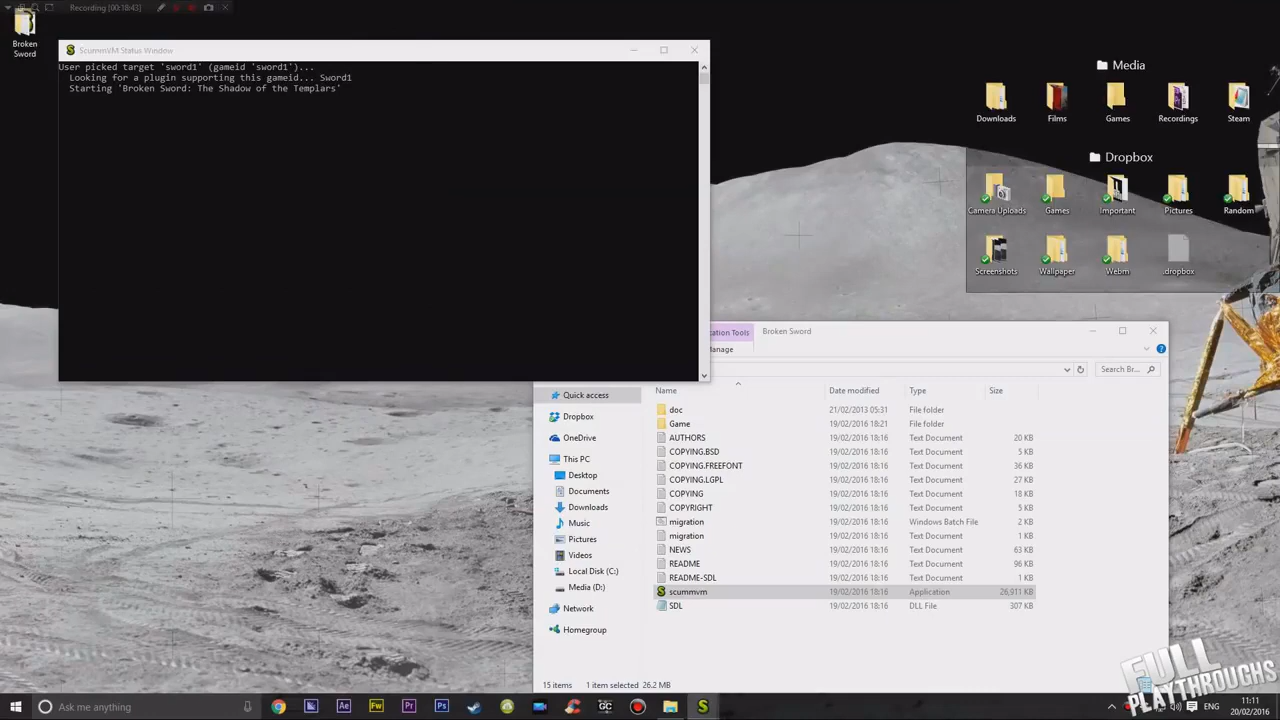 Recording [00:18:43]
Broken
Sword
ScummVM Status Window
User picked target 'sword1' (gameid 'sword1')...
Looking for a plugin supporting this gameid... Sword1
Starting 'Broken Sword: The Shadow of the Templars'
Media
Downloads
Films
Games
Recordings
Steam
Dropbox
Camera Uploads
Games
Important
Pictures
Random
Screenshots
Wallpaper
Webm
.dropbox
cation Tools
Broken Sword
Manage
Search Br...
Name
Date modified
Type
Size
Quick access
Dropbox
OneDrive
This PC
Desktop
Documents
Downloads
Music
Pictures
Videos
Local Disk (C:)
Media (D:)
Network
Homegroup
doc 21/02/2013 05:31 File folder
Game 19/02/2016 18:21 File folder
AUTHORS 19/02/2016 18:16 Text Document 20 KB
COPYING.BSD 19/02/2016 18:16 Text Document 5 KB
COPYING.FREEFONT 19/02/2016 18:16 Text Document 36 KB
COPYING.LGPL 19/02/2016 18:16 Text Document 27 KB
COPYING 19/02/2016 18:16 Text Document 18 KB
COPYRIGHT 19/02/2016 18:16 Text Document 11 KB
migration 19/02/2016 18:16 Windows Batch File 2 KB
migration 19/02/2016 18:16 Text Document 1 KB
NEWS 19/02/2016 18:16 Text Document 63 KB
README 19/02/2016 18:16 Text Document 96 KB
README-SDL 19/02/2016 18:16 Text Document 1 KB
scummvm 19/02/2016 18:16 Application 26,911 KB
SDL 19/02/2016 18:16 DLL File 307 KB
15 items 1 item selected 26.2 MB
FULL
PLAYTHROUGHS
Ask me anything
Ae
Fw
Pr
Ps
GC
ENG
11:11
20/02/2016